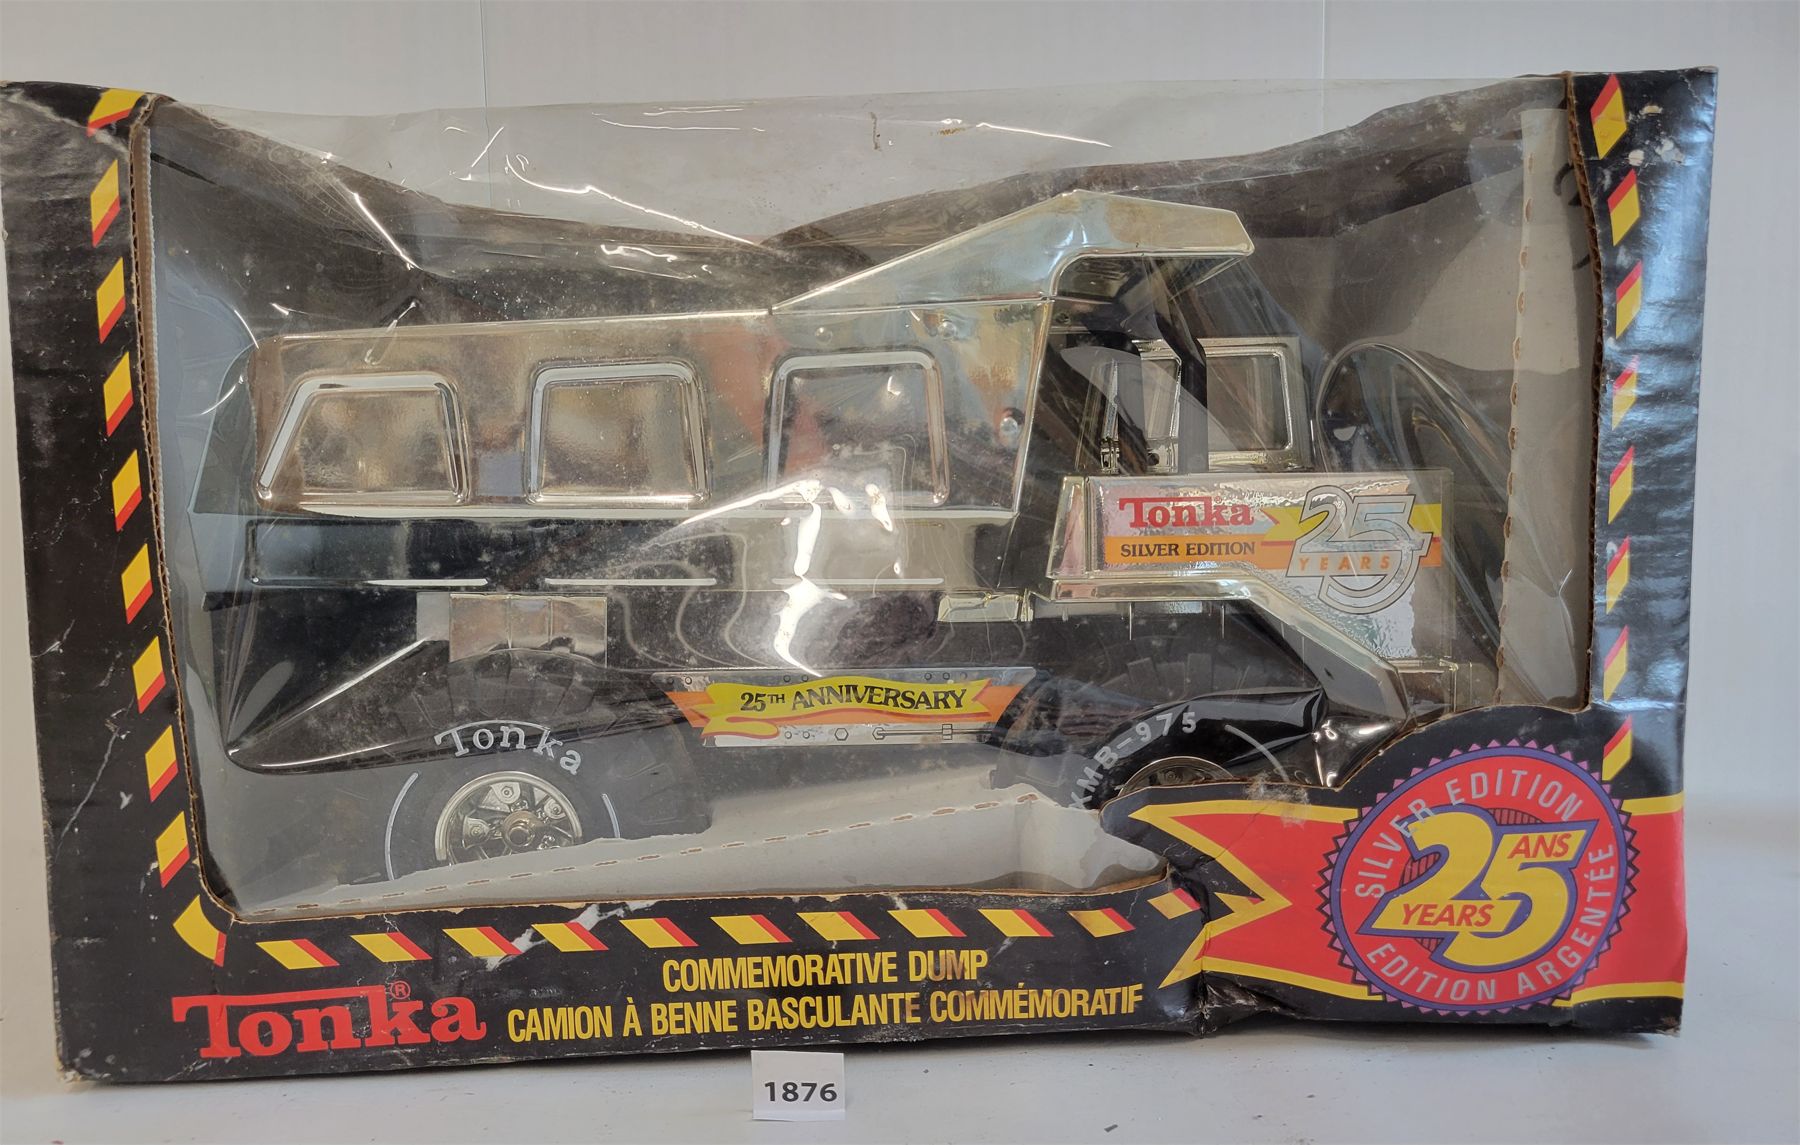 Tonka
SILVER EDITION
25
YEARS
25TH ANNIVERSARY
Tonka
XMB-975
SILVER EDITION
25
ANS
YEARS
EDITION ARGENTÉE
COMMEMORATIVE DUMP
Tonka®
CAMION À BENNE BASCULANTE COMMÉMORATIF
1876